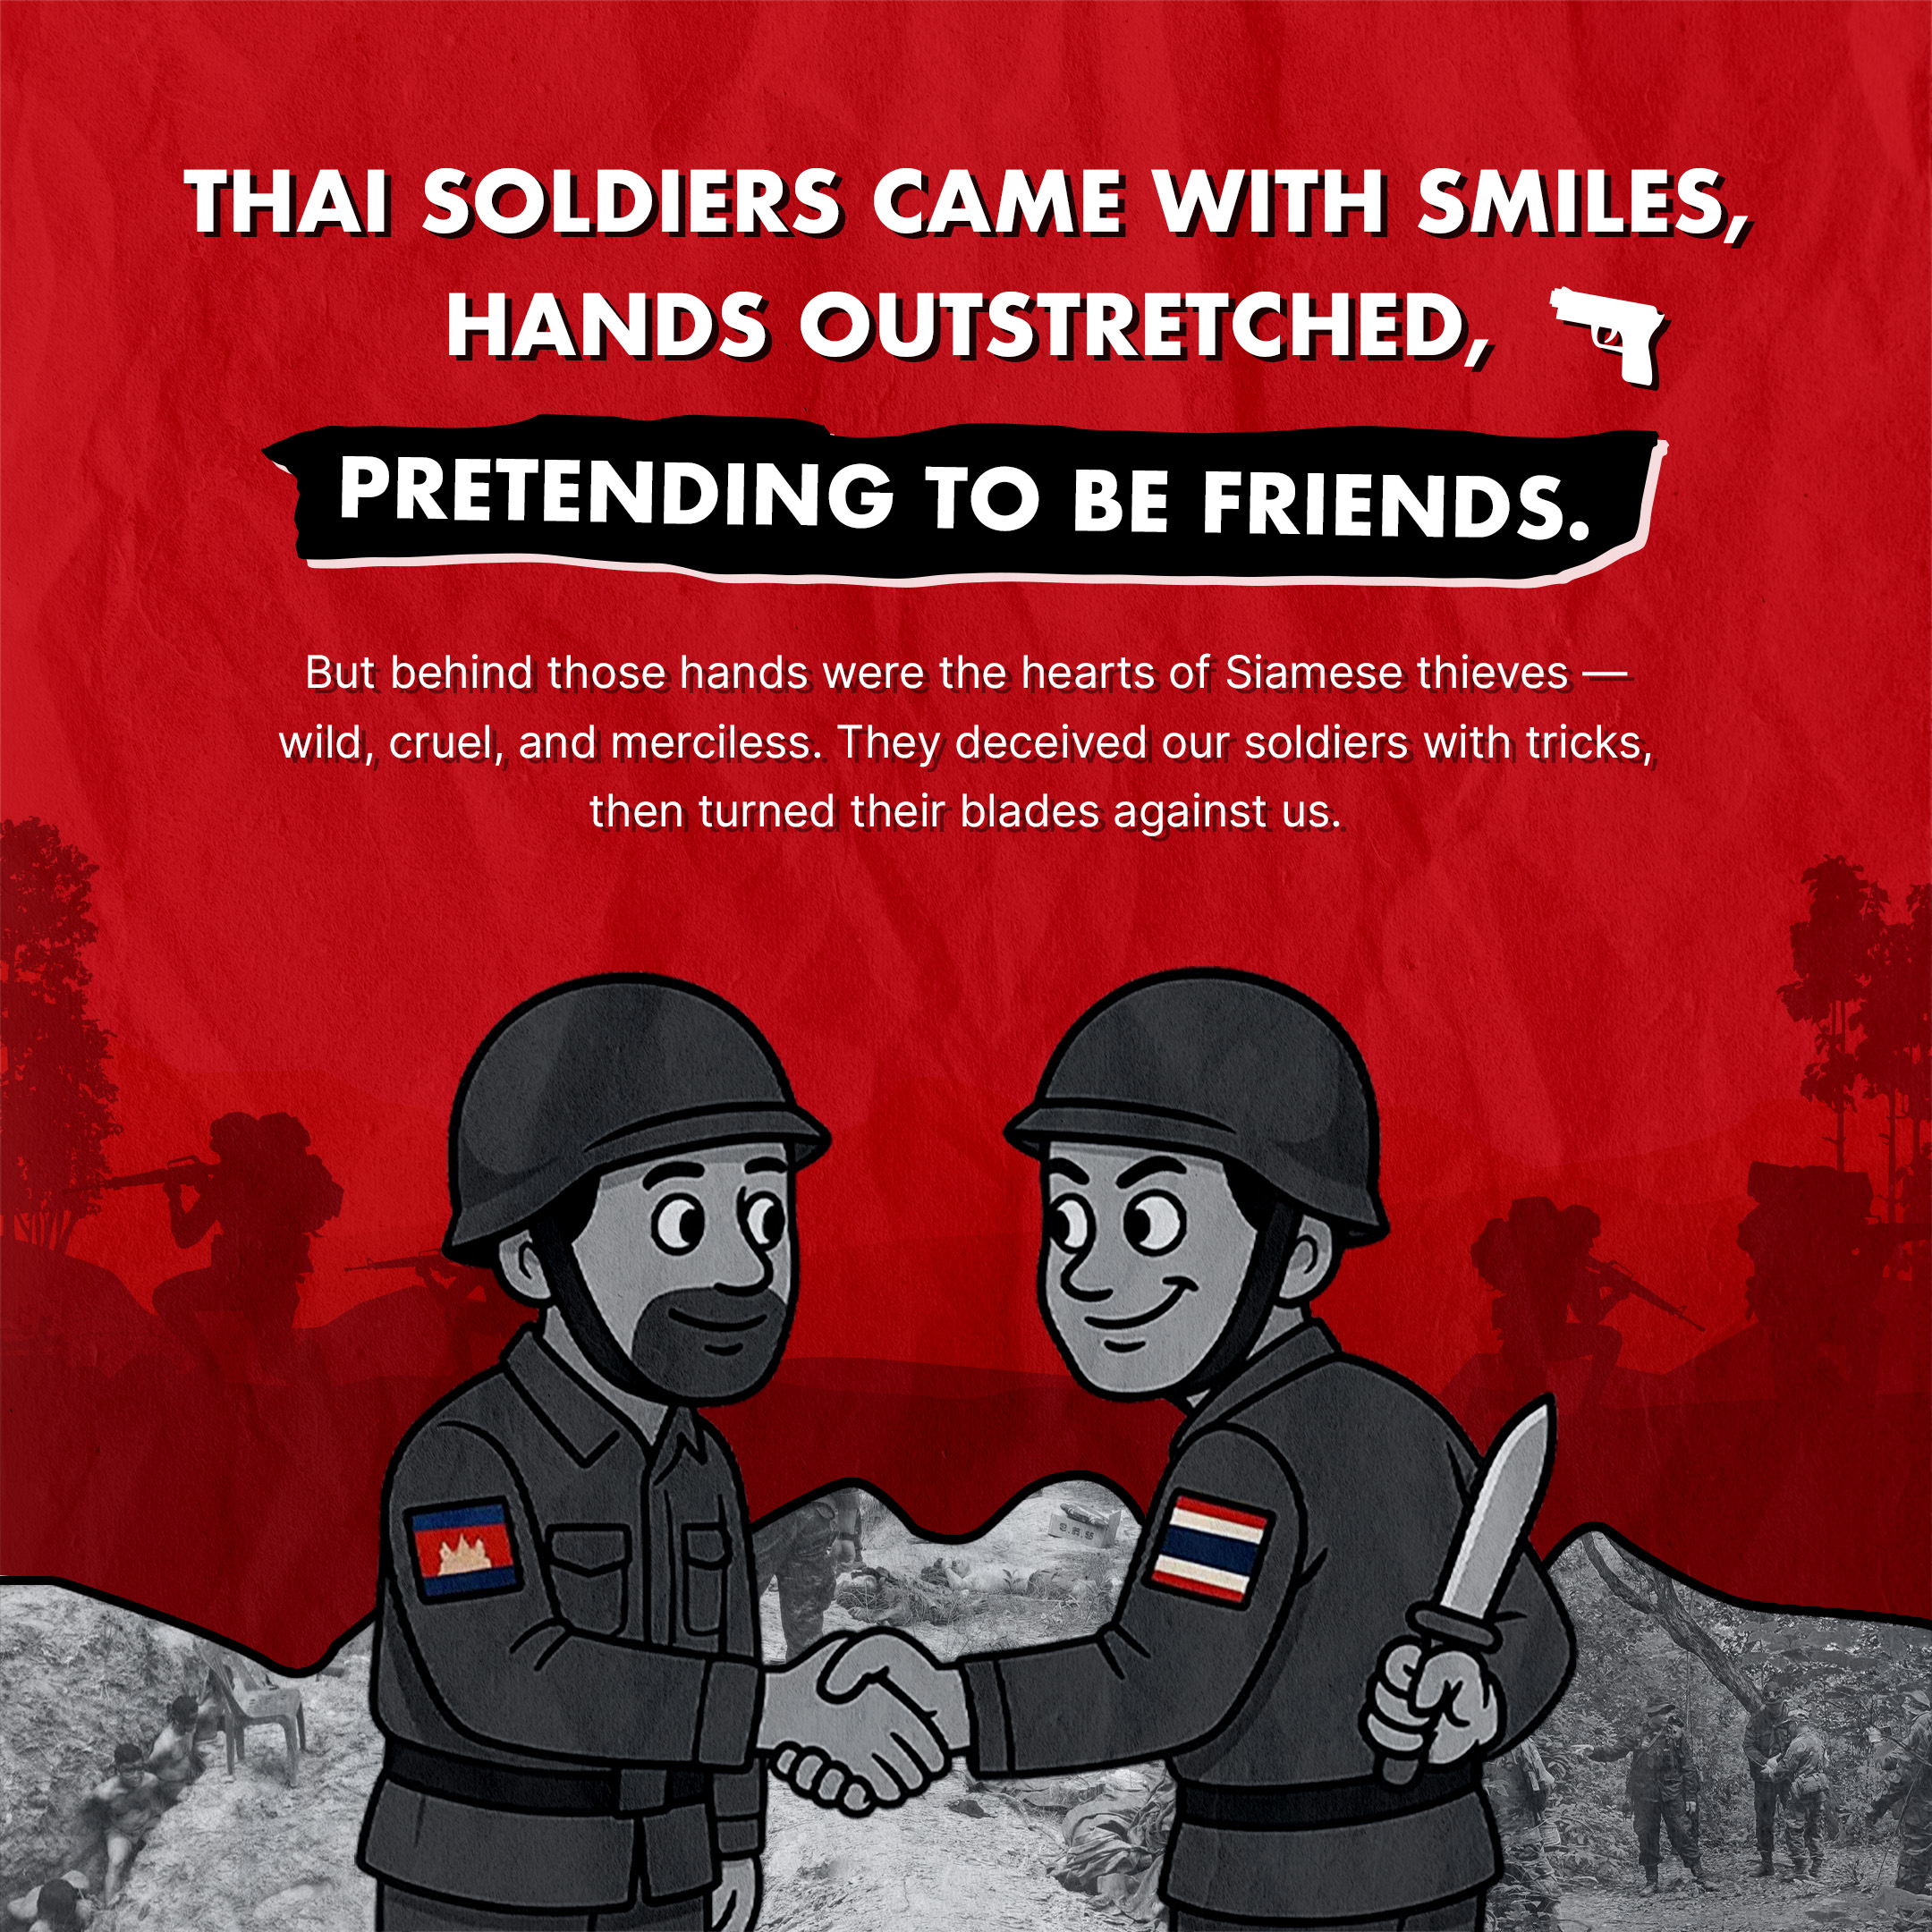 THAI SOLDIERS CAME WITH SMILES,
HANDS OUTSTRETCHED,
PRETENDING TO BE FRIENDS.
But behind those hands were the hearts of Siamese thieves —
wild, cruel, and merciless. They deceived our soldiers with tricks,
then turned their blades against us.